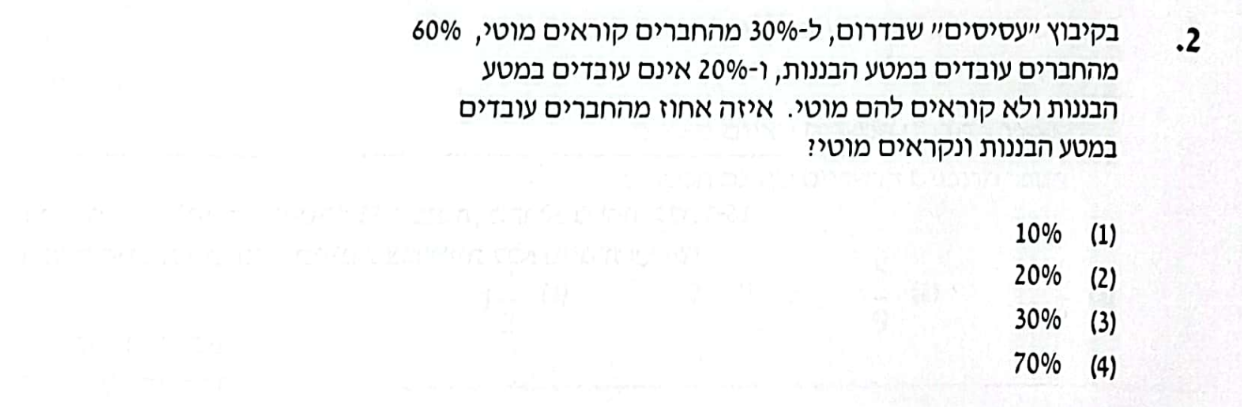 2. בקיבוץ "עסיסים" שבדרום, ל-30% מהחברים קוראים מוטי, 60%
מהחברים עובדים במטע הבננות, ו-20% אינם עובדים במטע
הבננות ולא קוראים להם מוטי. איזה אחוז מהחברים עובדים
במטע הבננות ונקראים מוטי?
(1) 10%
(2) 20%
(3) 30%
(4) 70%